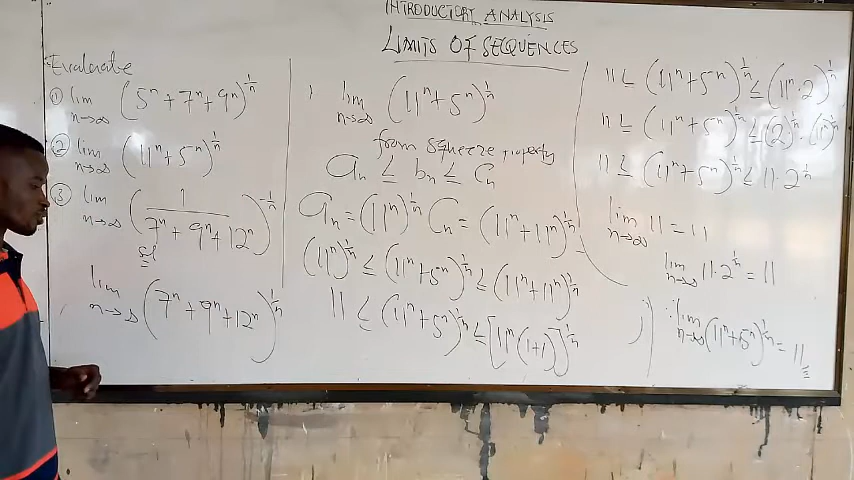 INTRODUCTORY ANALYSIS
LIMITS OF SEQUENCES
Evaluate
① lim n→∞ (5ⁿ + 7ⁿ + 9ⁿ)^{1/n}
② lim n→∞ (11ⁿ + 5ⁿ)^{1/n}
③ lim n→∞ (1/(7ⁿ + 9ⁿ + 12ⁿ))^{-1/n}
sol
lim n→∞ (7ⁿ + 9ⁿ + 12ⁿ)^{1/n}
lim n→∞ (11ⁿ + 5ⁿ)^{1/n}
from squeeze property
aₙ ≤ bₙ ≤ cₙ
aₙ = (11ⁿ)^{1/n} Cₙ = (11ⁿ + 11ⁿ)^{1/n}
(11ⁿ)^{1/n} ≤ (11ⁿ + 5ⁿ)^{1/n} ≤ (11ⁿ + 11ⁿ)^{1/n}
11 ≤ (11ⁿ + 5ⁿ)^{1/n} ≤ [11ⁿ(1+1)]^{1/n}
11 ≤ (11ⁿ + 5ⁿ)^{1/n} ≤ (11ⁿ·2)^{1/n}
11 ≤ (11ⁿ + 5ⁿ)^{1/n} ≤ (2)^{1/n}·(11ⁿ)^{1/n}
11 ≤ (11ⁿ + 5ⁿ)^{1/n} ≤ 11·2^{1/n}
lim n→∞ 11 = 11
lim n→∞ 11·2^{1/n} = 11
∴ lim n→∞ (11ⁿ + 5ⁿ)^{1/n} = 11